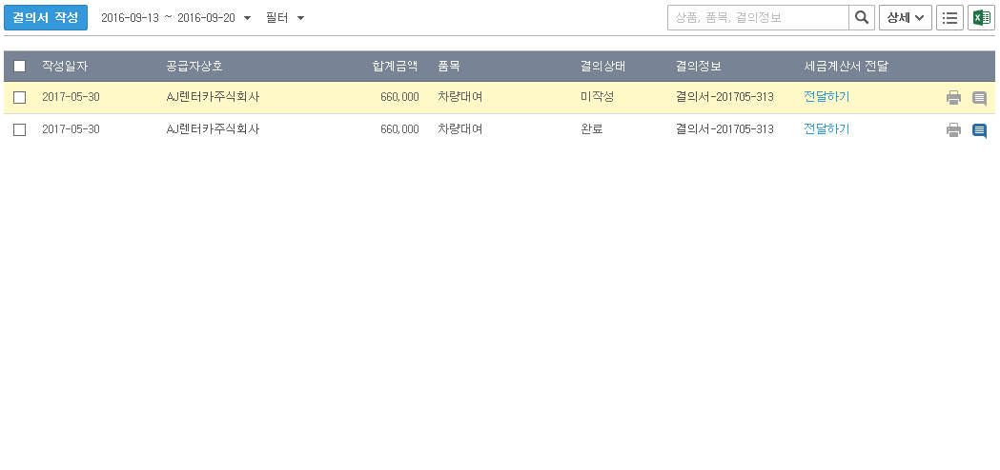 결의서 작성 2016-09-13 ~ 2016-09-20 필터 상품, 품목, 결의정보 상세
작성일자 공급자상호 합계금액 품목 결의상태 결의정보 세금계산서 전달
2017-05-30 AJ렌터카주식회사 660,000 차량대여 미작성 결의서-201705-313 전달하기
2017-05-30 AJ렌터카주식회사 660,000 차량대여 완료 결의서-201705-313 전달하기